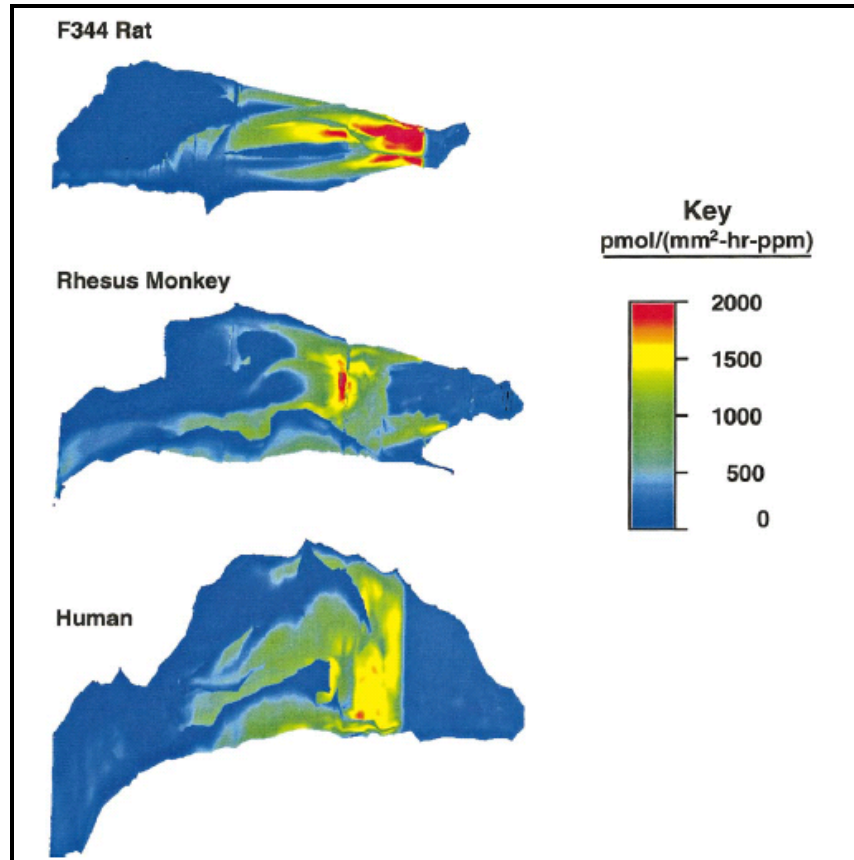 F344 Rat
Rhesus Monkey
Human
Key
pmol/(mm²-hr-ppm)
2000
1500
1000
500
0